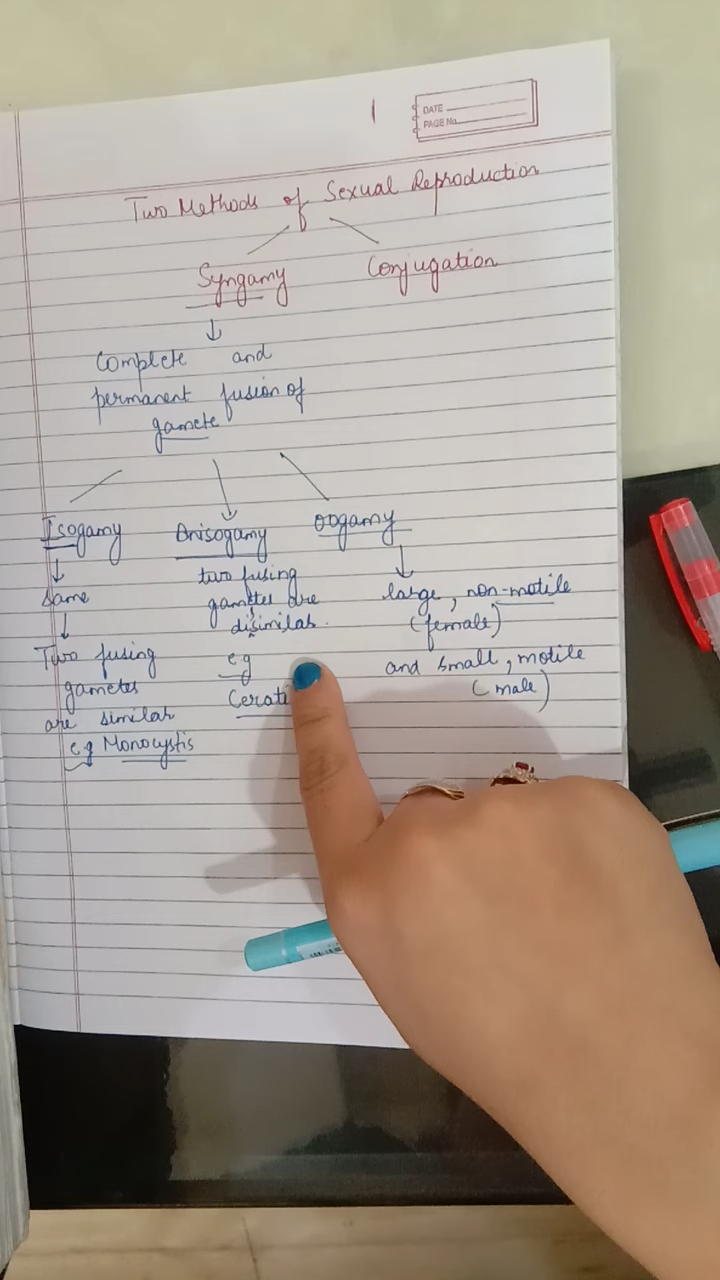 1
DATE
PAGE No.
Two Methods of Sexual Reproduction
Syngamy
Conjugation
Complete and
permanent fusion of
gamete
Isogamy
Same
Two fusing
gametes
are similar
eg Monocystis
Anisogamy
two fusing
gametes are
disimilar.
eg
Cerati
oogamy
large, non-motile
(female)
and small, motile
(male)